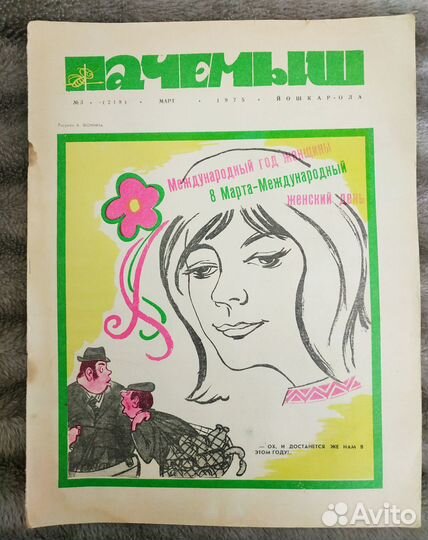 ПАЧЕМЫШ
№3 · (218) · МАРТ · 1975 · ЙОШКАР-ОЛА
Международный год женщины
8 Марта-Международный
женский день
— ОХ, И ДОСТАНЕТСЯ ЖЕ НАМ В
ЭТОМ ГОДУ!..
Avito